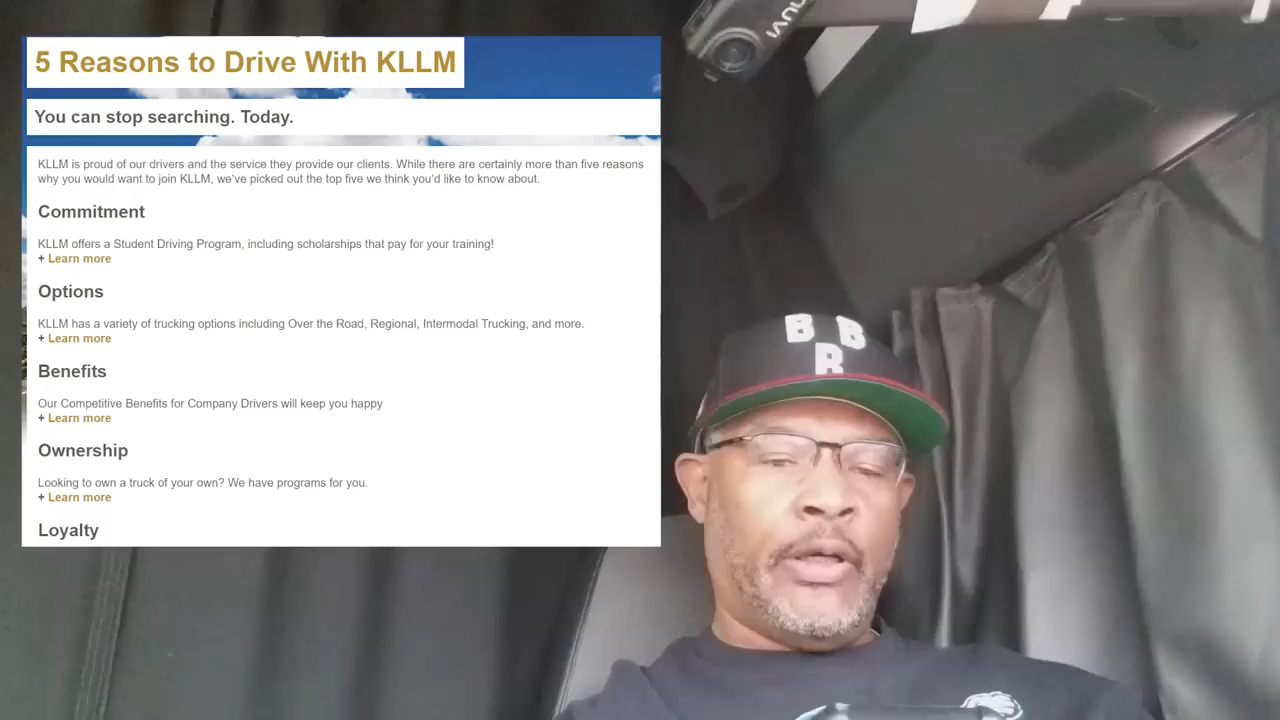 5 Reasons to Drive With KLLM
You can stop searching. Today.
KLLM is proud of our drivers and the service they provide our clients. While there are certainly more than five reasons
why you would want to join KLLM, we've picked out the top five we think you'd like to know about.
Commitment
KLLM offers a Student Driving Program, including scholarships that pay for your training!
+ Learn more
Options
KLLM has a variety of trucking options including Over the Road, Regional, Intermodal Trucking, and more.
+ Learn more
Benefits
Our Competitive Benefits for Company Drivers will keep you happy
+ Learn more
Ownership
Looking to own a truck of your own? We have programs for you.
+ Learn more
Loyalty
B B
R